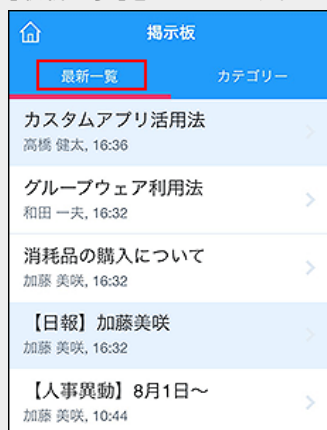 掲示板
最新一覧 カテゴリー
カスタムアプリ活用法
高橋 健太, 16:36
グループウェア利用法
和田 一夫, 16:32
消耗品の購入について
加藤 美咲, 16:32
【日報】加藤美咲
加藤 美咲, 16:32
【人事異動】8月1日～
加藤 美咲, 10:44